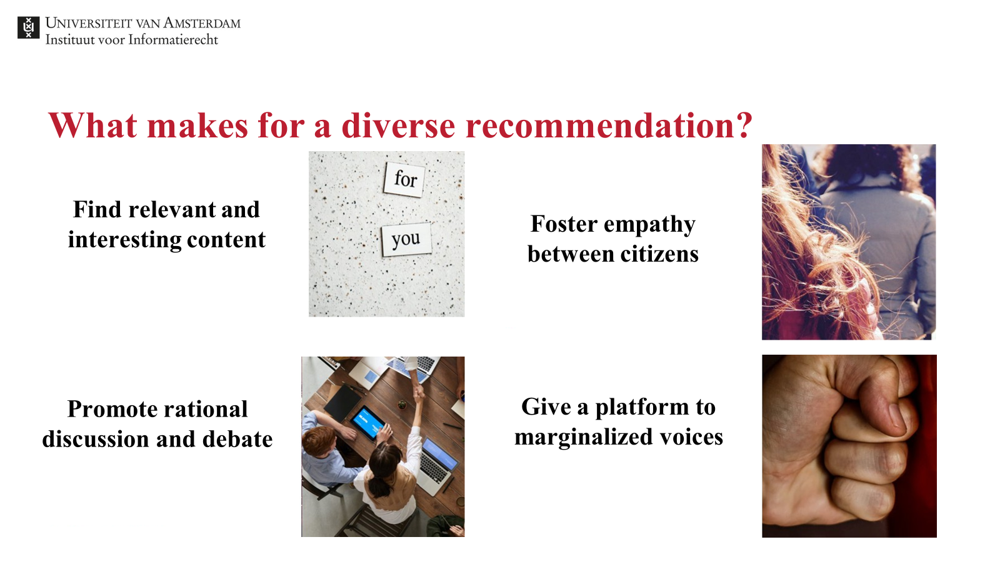 UNIVERSITEIT VAN AMSTERDAM
Instituut voor Informatierecht
What makes for a diverse recommendation?
Find relevant and
interesting content
for
you
Foster empathy
between citizens
Promote rational
discussion and debate
Give a platform to
marginalized voices